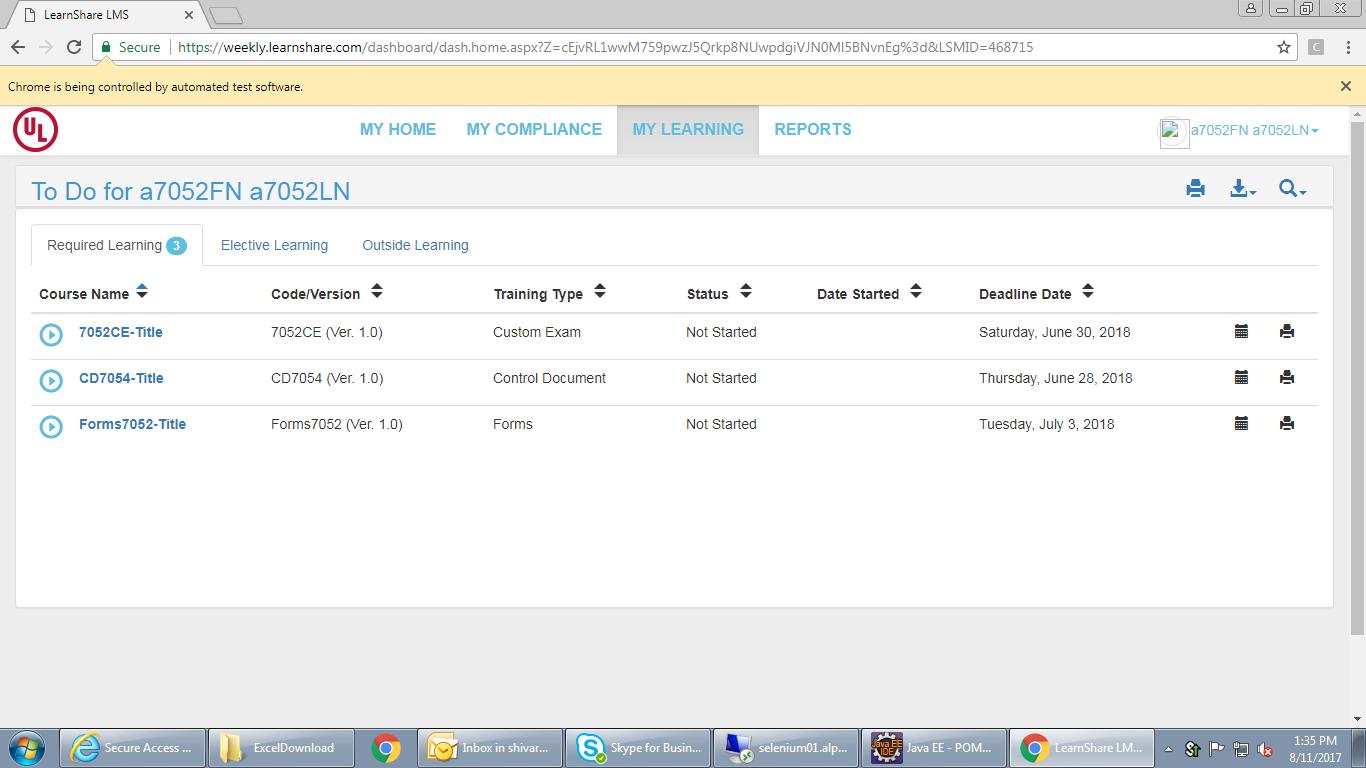 LearnShare LMS
Secure https://weekly.learnshare.com/dashboard/dash.home.aspx?Z=cEjvRL1wwM759pwzJ5Qrkp8NUwpdgiVJN0MI5BNvnEg%3d&LSMID=468715
Chrome is being controlled by automated test software.
UL MY HOME MY COMPLIANCE MY LEARNING REPORTS a7052FN a7052LN
To Do for a7052FN a7052LN
Required Learning 3 Elective Learning Outside Learning
Course Name Code/Version Training Type Status Date Started Deadline Date
7052CE-Title 7052CE (Ver. 1.0) Custom Exam Not Started Saturday, June 30, 2018
CD7054-Title CD7054 (Ver. 1.0) Control Document Not Started Thursday, June 28, 2018
Forms7052-Title Forms7052 (Ver. 1.0) Forms Not Started Tuesday, July 3, 2018
Secure Access ... ExcelDownload Inbox in shivar... Skype for Busin... selenium01.alp... Java EE IDE Java EE - POM... LearnShare LM... 1:35 PM
8/11/2017